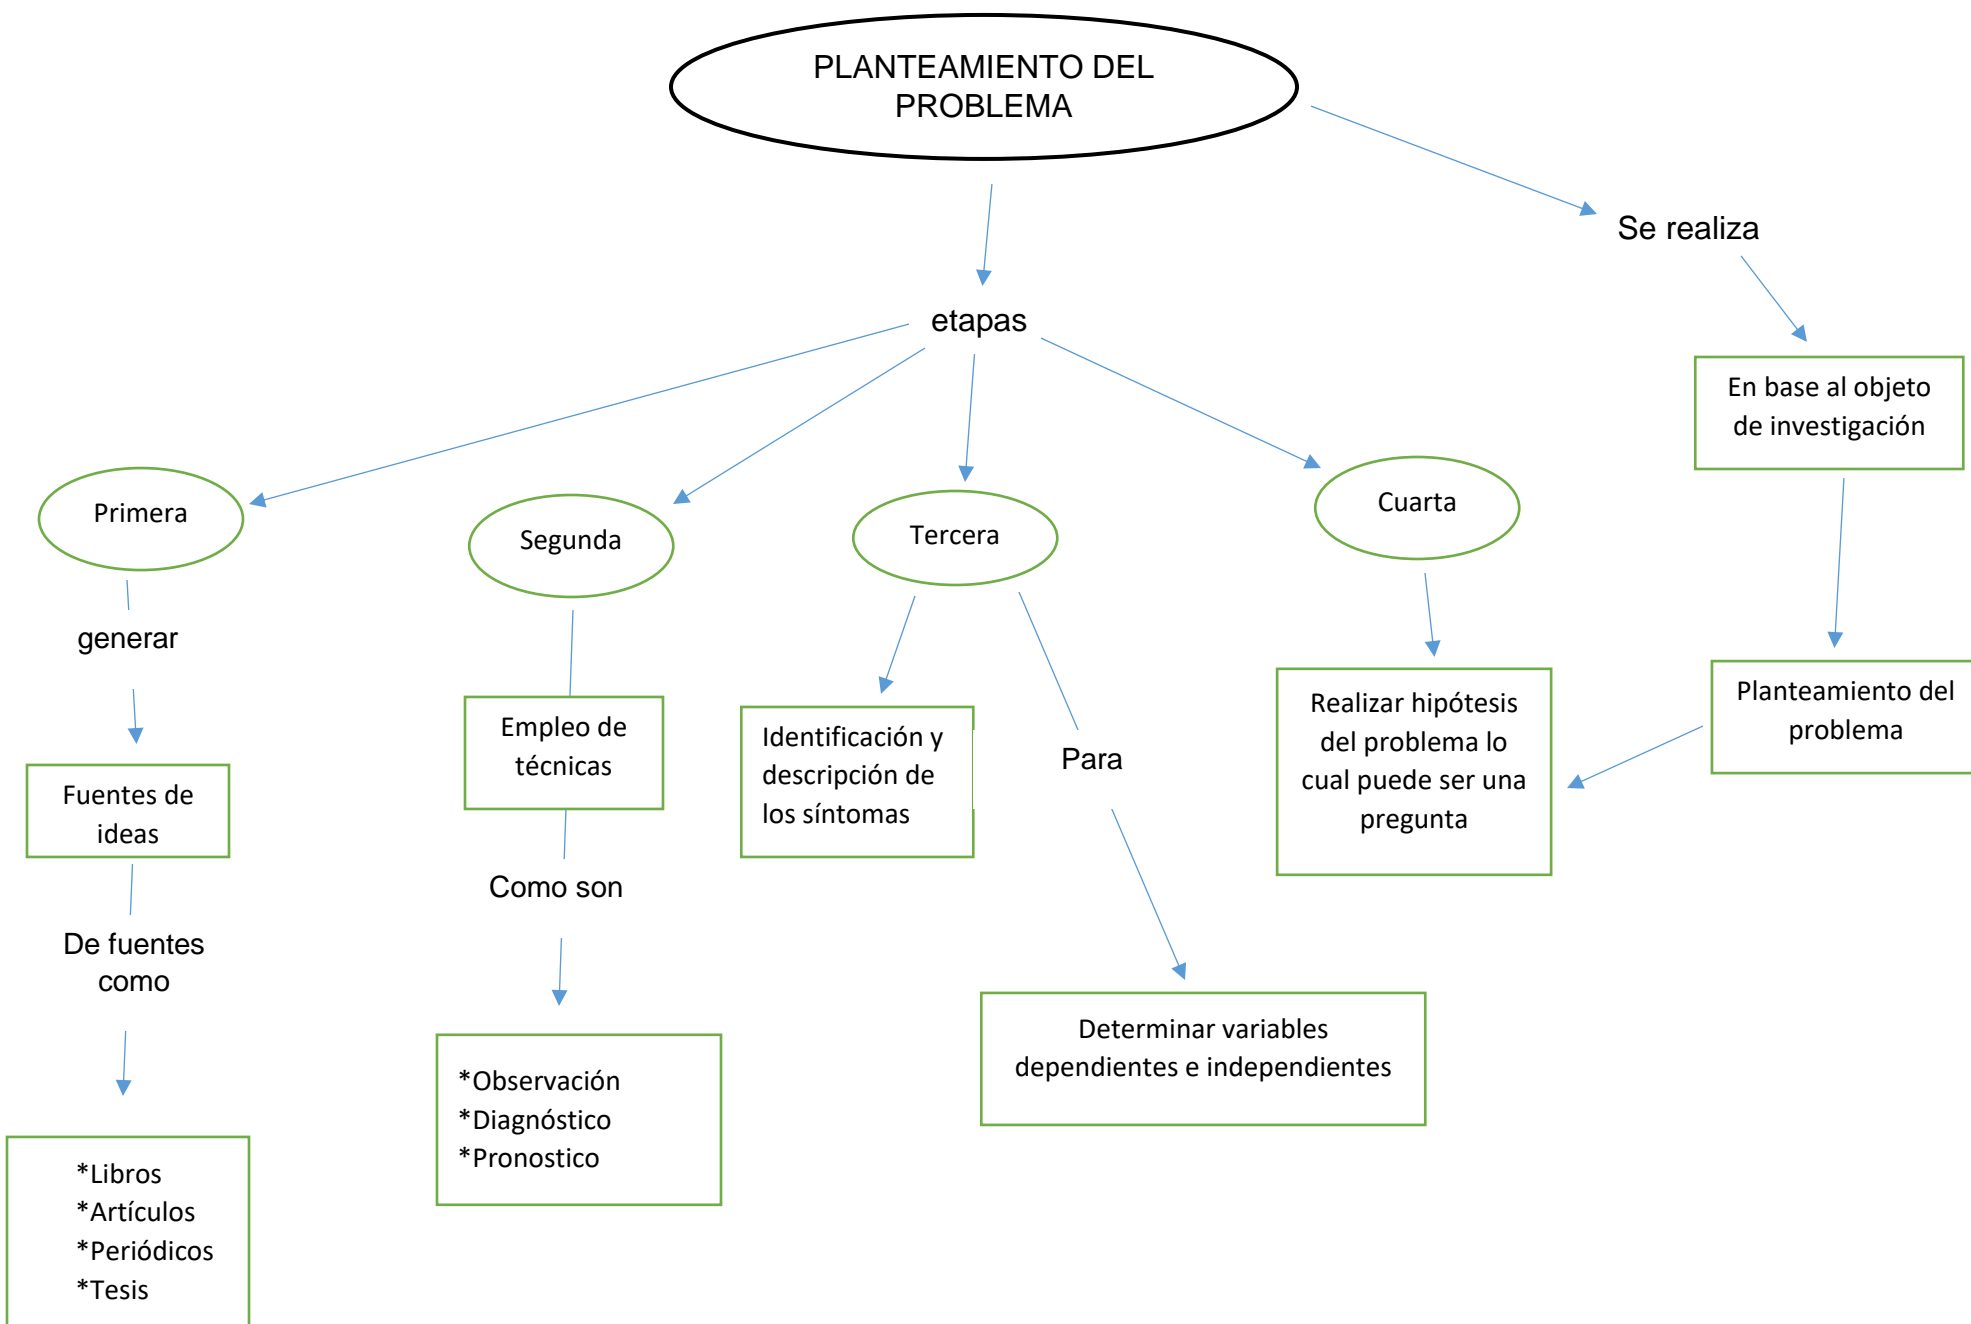 PLANTEAMIENTO DEL
PROBLEMA
Se realiza
etapas
En base al objeto
de investigación
Primera
Segunda
Tercera
Cuarta
generar
Empleo de
técnicas
Identificación y
descripción de
los síntomas
Para
Realizar hipótesis
del problema lo
cual puede ser una
pregunta
Planteamiento del
problema
Fuentes de
ideas
Como son
De fuentes
como
Determinar variables
dependientes e independientes
*Observación
*Diagnóstico
*Pronostico
*Libros
*Artículos
*Periódicos
*Tesis